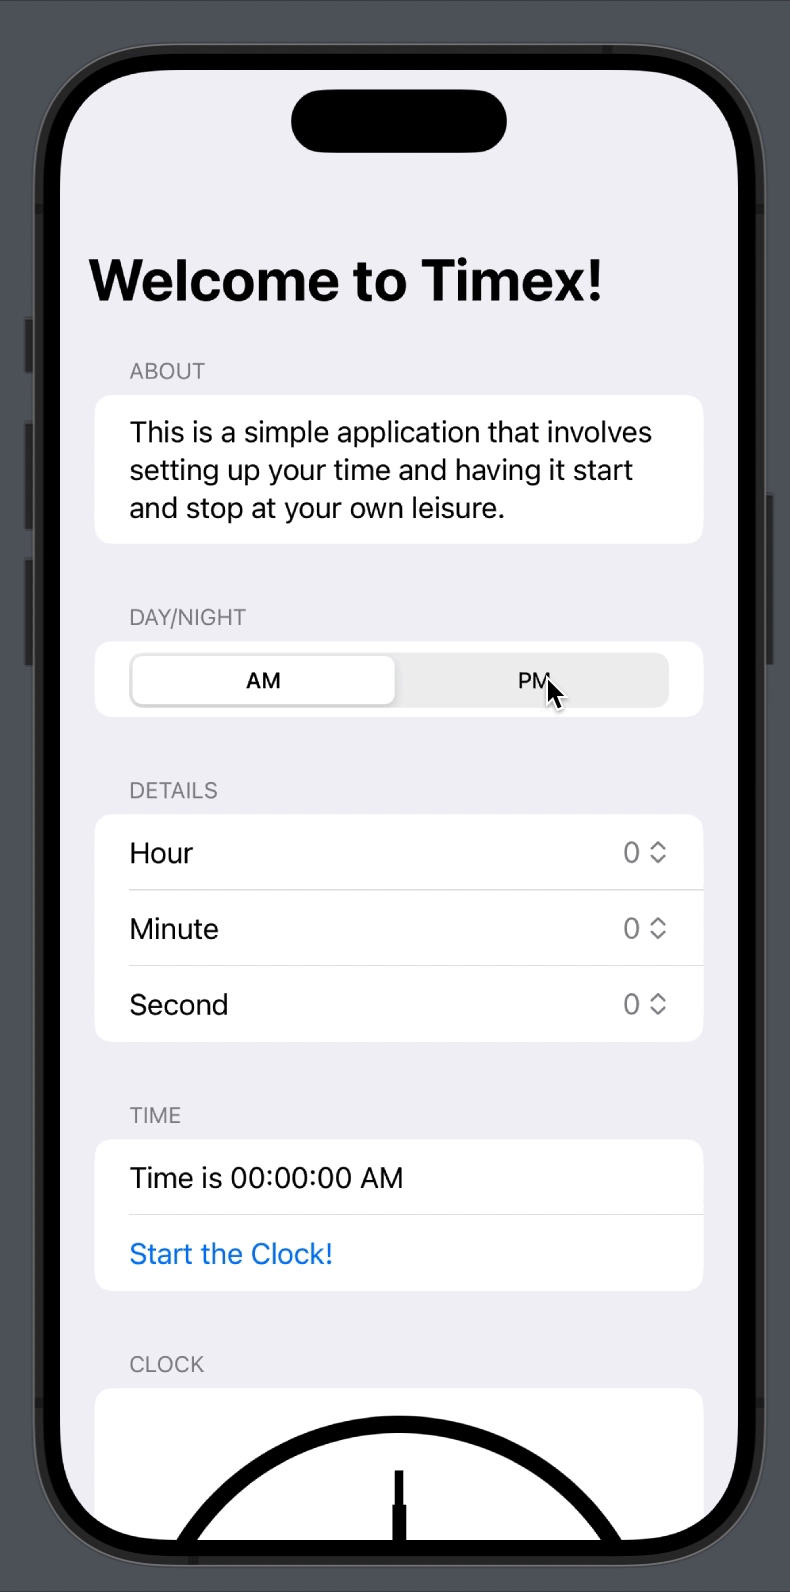 Welcome to Timex!
ABOUT
This is a simple application that involves
setting up your time and having it start
and stop at your own leisure.
DAY/NIGHT
AM PM
DETAILS
Hour 0
Minute 0
Second 0
TIME
Time is 00:00:00 AM
Start the Clock!
CLOCK